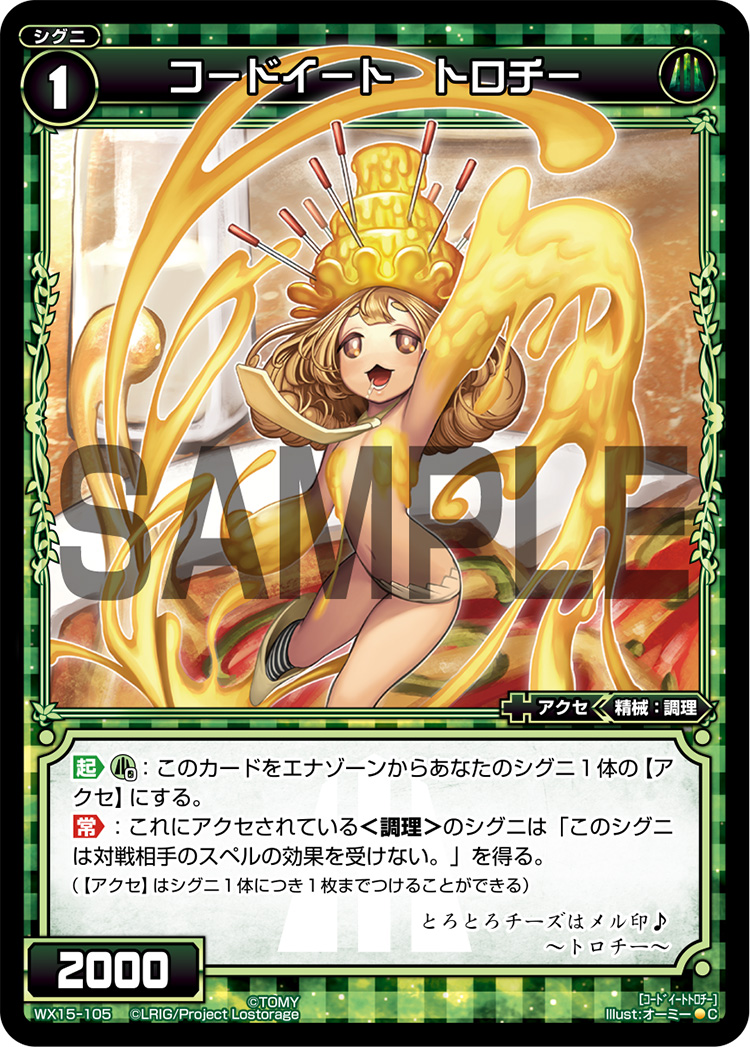 シグニ
1
コードイート トロチー
SAMPLE
アクセ
精械:調理
起 :このカードをエナゾーンからあなたのシグニ1体の【ア
クセ】にする。
常 :これにアクセされている<調理>のシグニは「このシグニ
は対戦相手のスペルの効果を受けない。」を得る。
(【アクセ】はシグニ1体につき1枚までつけることができる)
とろとろチーズはメル印♪
~トロチー~
2000
©TOMY
[コードイートトロチー]
WX15-105 ©LRIG/Project Lostorage
Illust:オーミー C